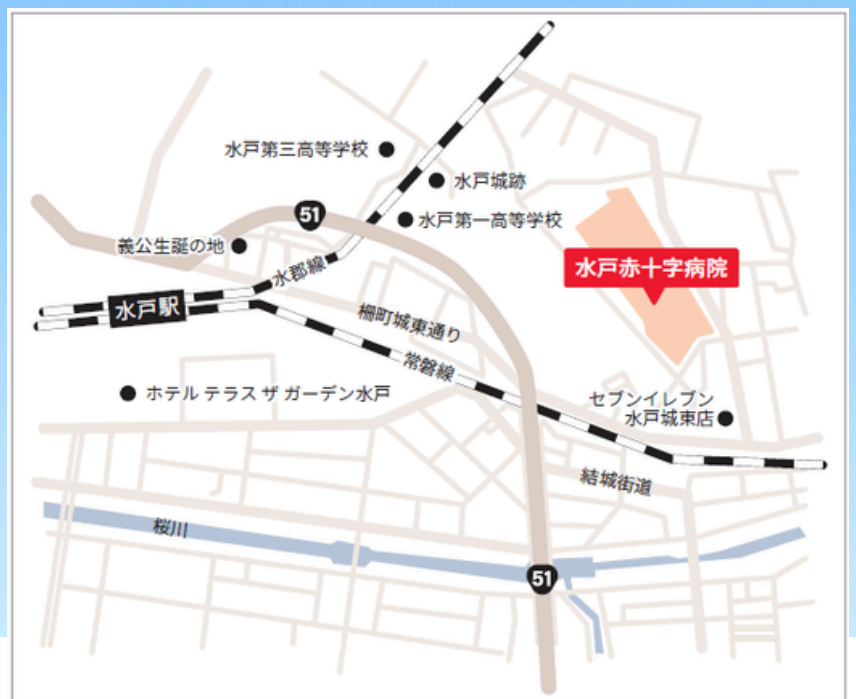 水戸第三高等学校
水戸城跡
51
水戸第一高等学校
義公生誕の地
水戸赤十字病院
水郡線
水戸駅
柵町城東通り
常磐線
ホテル テラス ザ ガーデン水戸
セブンイレブン
水戸城東店
結城街道
桜川
51